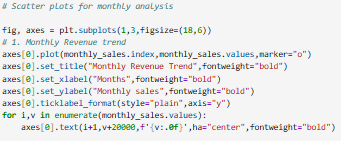 # Scatter plots for monthly analysis
fig, axes = plt.subplots(1,3,figsize=(18,6))
# 1. Monthly Revenue trend
axes[0].plot(monthly_sales.index,monthly_sales.values,marker="o")
axes[0].set_title("Monthly Revenue Trend",fontweight="bold")
axes[0].set_xlabel("Months",fontweight="bold")
axes[0].set_ylabel("Monthly sales",fontweight="bold")
axes[0].ticklabel_format(style="plain",axis="y")
for i,v in enumerate(monthly_sales.values):
    axes[0].text(i+1,v+20000,f'{v:.0f}',ha="center",fontweight="bold")